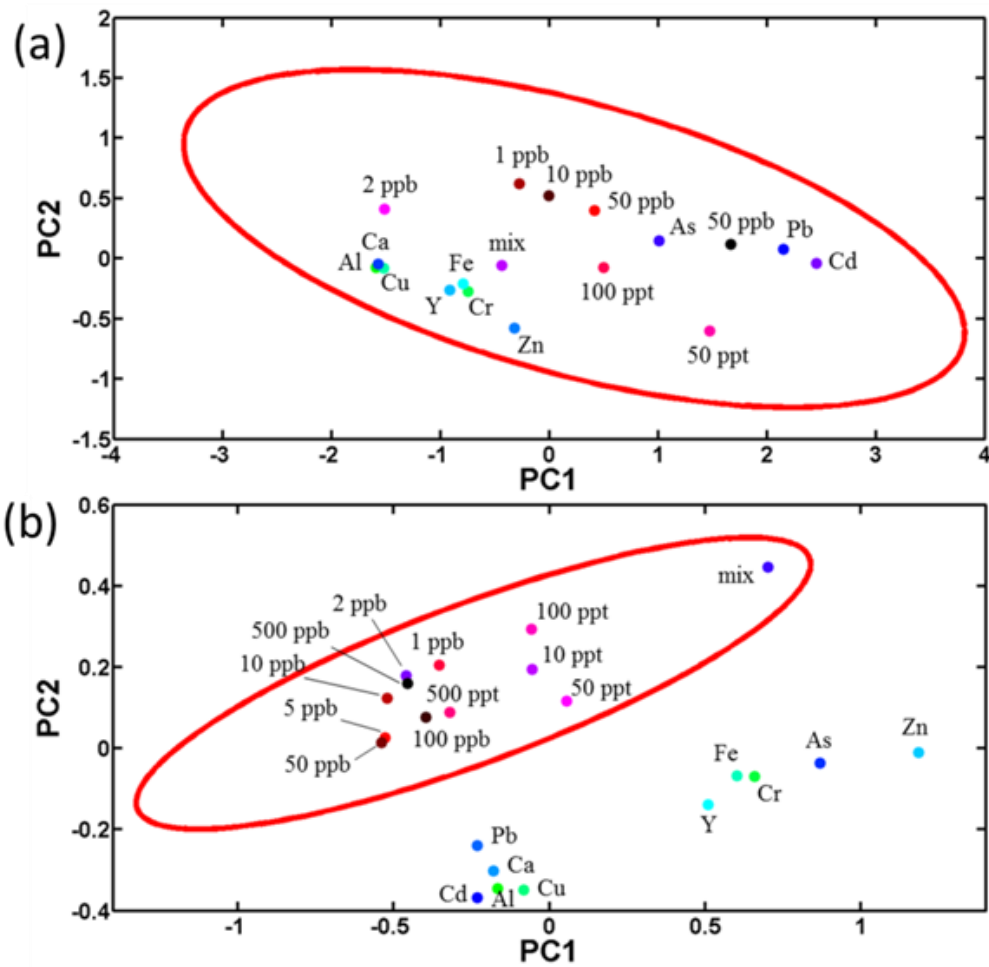 (a)
2
1.5
1
0.5
0
-0.5
-1
-1.5
PC2
1 ppb
10 ppb
2 ppb
50 ppb
As
50 ppb
Pb
Ca
mix
Al
Fe
Cd
Cu
100 ppt
Y
Cr
Zn
50 ppt
-4 -3 -2 -1 0 1 2 3 4
PC1
(b)
0.6
0.4
0.2
0
-0.2
-0.4
PC2
mix
2 ppb
100 ppt
500 ppb
1 ppb
10 ppb
10 ppt
500 ppt
50 ppt
5 ppb
100 ppb
50 ppb
Zn
Fe
As
Cr
Y
Pb
Ca
Cd
Al
Cu
-1 -0.5 0 0.5 1
PC1